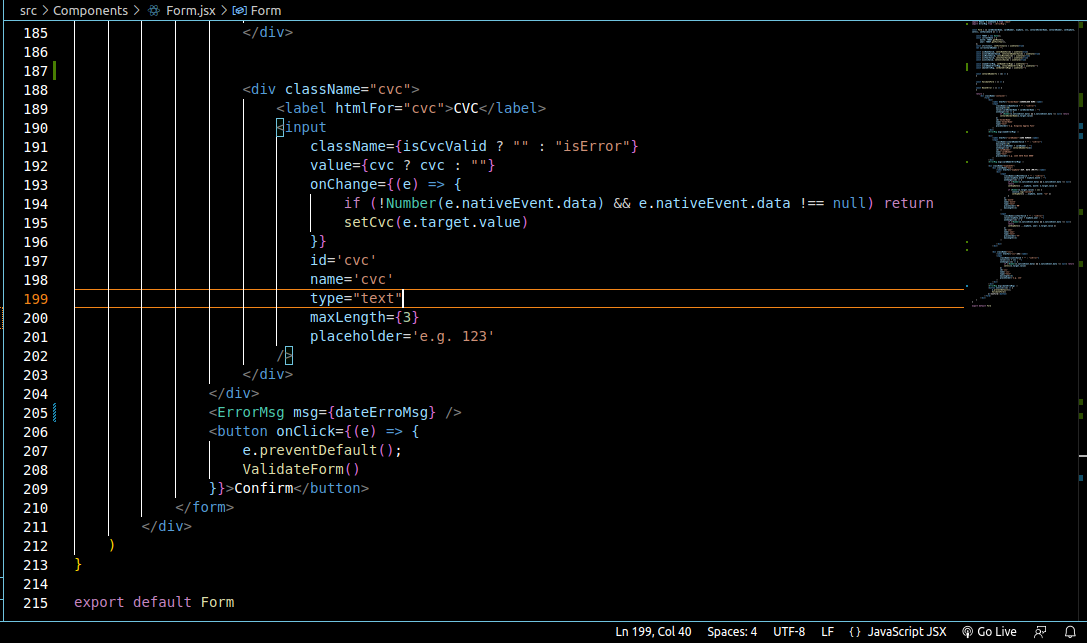 src > Components > Form.jsx > Form
185 </div>
186
187
188 <div className="cvc">
189 <label htmlFor="cvc">CVC</label>
190 <input
191 className={isCvcValid ? "" : "isError"}
192 value={cvc ? cvc : ""}
193 onChange={(e) => {
194 if (!Number(e.nativeEvent.data) && e.nativeEvent.data !== null) return
195 setCvc(e.target.value)
196 }}
197 id='cvc'
198 name='cvc'
199 type="text"
200 maxLength={3}
201 placeholder='e.g. 123'
202 />
203 </div>
204 </div>
205 <ErrorMsg msg={dateErroMsg} />
206 <button onClick={(e) => {
207 e.preventDefault();
208 ValidateForm()
209 }}>Confirm</button>
210 </form>
211 </div>
212 )
213 }
214
215 export default Form
Ln 199, Col 40 Spaces: 4 UTF-8 LF {} JavaScript JSX Go Live